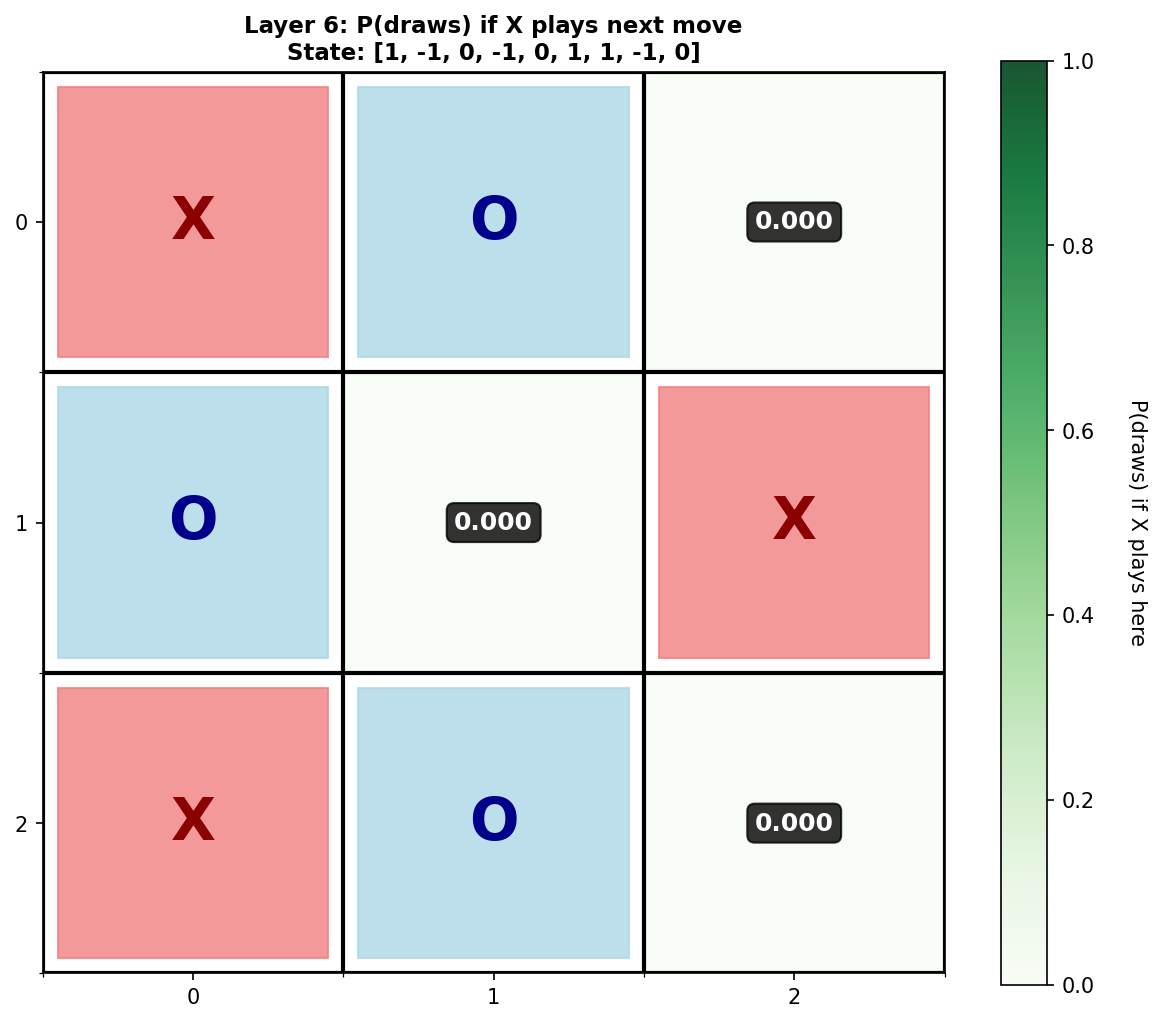 Layer 6: P(draws) if X plays next move
State: [1, -1, 0, -1, 0, 1, 1, -1, 0]
0
X
O
0.000
1
O
0.000
X
2
X
O
0.000
0
1
2
1.0
0.8
0.6
0.4
0.2
0.0
P(draws) if X plays here